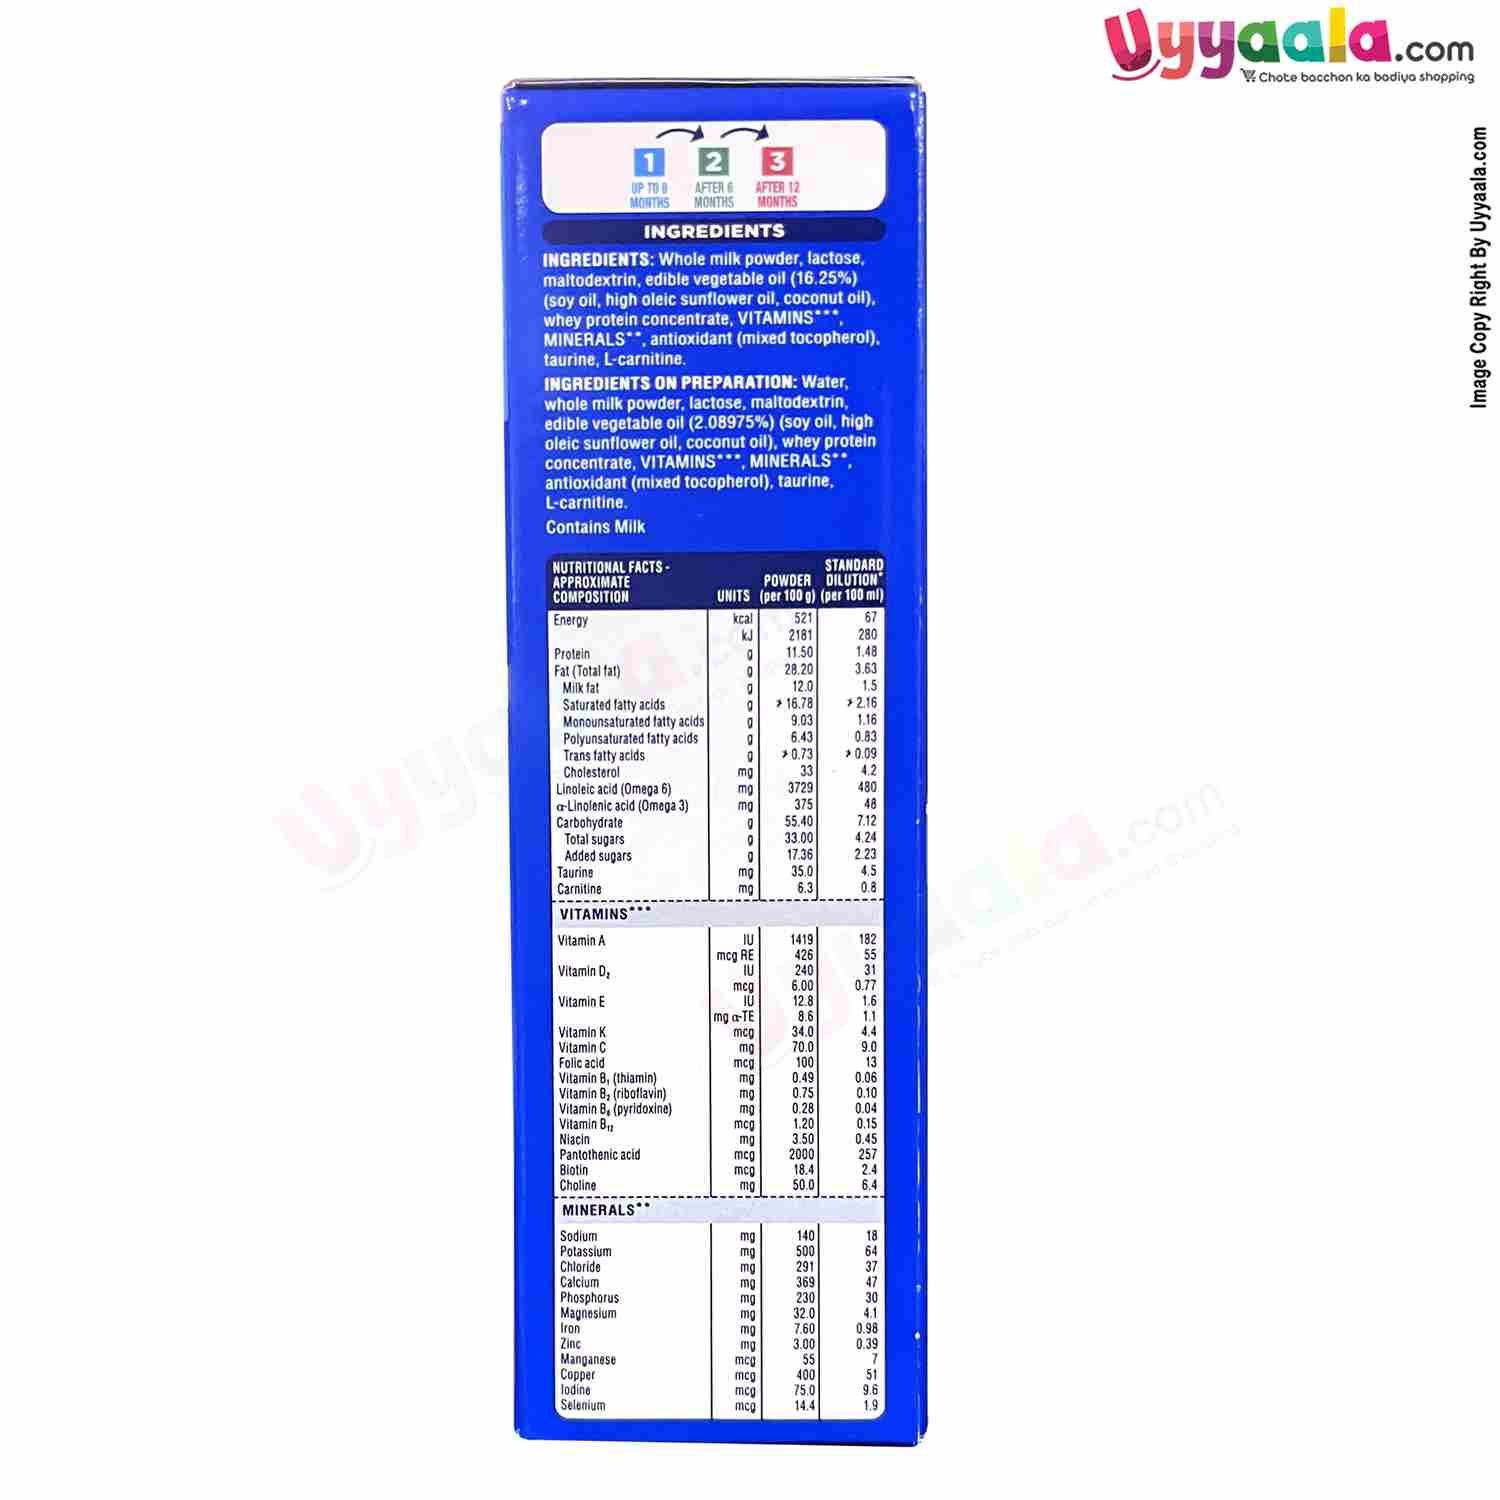 Uyyaala.com
Chote bacchon ka badiya shopping
Image Copy Right By Uyyaala.com
1 2 3
UP TO 6 MONTHS AFTER 6 MONTHS AFTER 12 MONTHS
INGREDIENTS
INGREDIENTS: Whole milk powder, lactose,
maltodextrin, edible vegetable oil (16.25%)
(soy oil, high oleic sunflower oil, coconut oil),
whey protein concentrate, VITAMINS***,
MINERALS**, antioxidant (mixed tocopherol),
taurine, L-carnitine.
INGREDIENTS ON PREPARATION: Water,
whole milk powder, lactose, maltodextrin,
edible vegetable oil (2.08975%) (soy oil, high
oleic sunflower oil, coconut oil), whey protein
concentrate, VITAMINS***, MINERALS**,
antioxidant (mixed tocopherol), taurine,
L-carnitine.
Contains Milk
NUTRITIONAL FACTS - APPROXIMATE COMPOSITION UNITS POWDER (per 100 g) STANDARD DILUTION* (per 100 ml)
Energy kcal 521 67
kJ 2181 280
Protein g 11.50 1.48
Fat (Total fat) g 28.20 3.63
Milk fat g 12.0 1.5
Saturated fatty acids g ≯ 16.78 ≯ 2.16
Monounsaturated fatty acids g 9.03 1.16
Polyunsaturated fatty acids g 6.43 0.83
Trans fatty acids g ≯ 0.73 ≯ 0.09
Cholesterol mg 33 4.2
Linoleic acid (Omega 6) mg 3729 480
α-Linolenic acid (Omega 3) mg 375 48
Carbohydrate g 55.40 7.12
Total sugars g 33.00 4.24
Added sugars g 17.36 2.23
Taurine mg 35.0 4.5
Carnitine mg 6.3 0.8
VITAMINS***
Vitamin A IU 1419 182
mcg RE 426 55
Vitamin D₂ IU 240 31
mcg 6.00 0.77
Vitamin E IU 12.8 1.6
mg α-TE 8.6 1.1
Vitamin K mcg 34.0 4.4
Vitamin C mg 70.0 9.0
Folic acid mcg 100 13
Vitamin B₁ (thiamin) mg 0.49 0.06
Vitamin B₂ (riboflavin) mg 0.75 0.10
Vitamin B₆ (pyridoxine) mg 0.28 0.04
Vitamin B₁₂ mcg 1.20 0.15
Niacin mg 3.50 0.45
Pantothenic acid mcg 2000 257
Biotin mcg 18.4 2.4
Choline mg 50.0 6.4
MINERALS**
Sodium mg 140 18
Potassium mg 500 64
Chloride mg 291 37
Calcium mg 369 47
Phosphorus mg 230 30
Magnesium mg 32.0 4.1
Iron mg 7.60 0.98
Zinc mg 3.00 0.39
Manganese mcg 55 7
Copper mcg 400 51
Iodine mcg 75.0 9.6
Selenium mcg 14.4 1.9